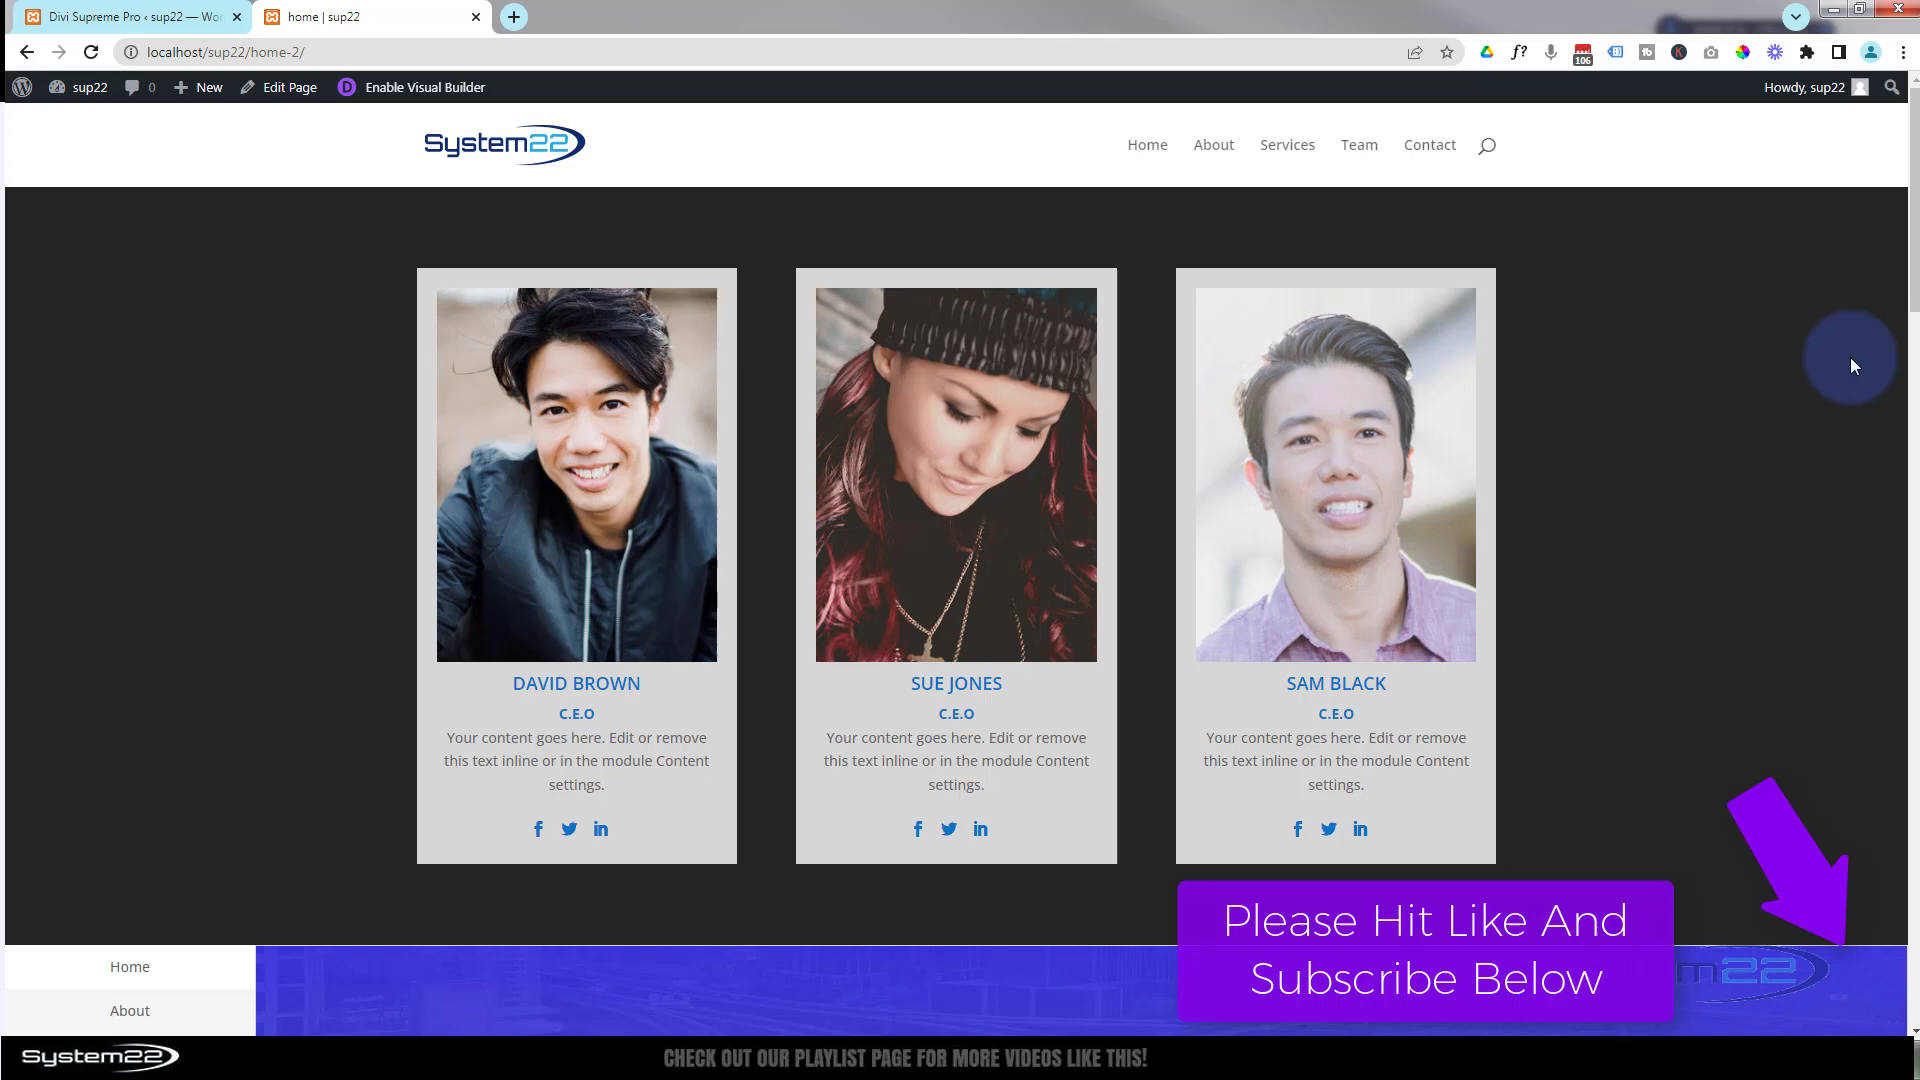 Divi Supreme Pro ‹ sup22 — Wor
home | sup22
localhost/sup22/home-2/
f?
106
sup22
0
New
Edit Page
Enable Visual Builder
Howdy, sup22
System22
Home
About
Services
Team
Contact
DAVID BROWN
C.E.O
Your content goes here. Edit or remove
this text inline or in the module Content
settings.
SUE JONES
C.E.O
Your content goes here. Edit or remove
this text inline or in the module Content
settings.
SAM BLACK
C.E.O
Your content goes here. Edit or remove
this text inline or in the module Content
settings.
Please Hit Like And
Subscribe Below
m22
Home
About
System22
CHECK OUT OUR PLAYLIST PAGE FOR MORE VIDEOS LIKE THIS!